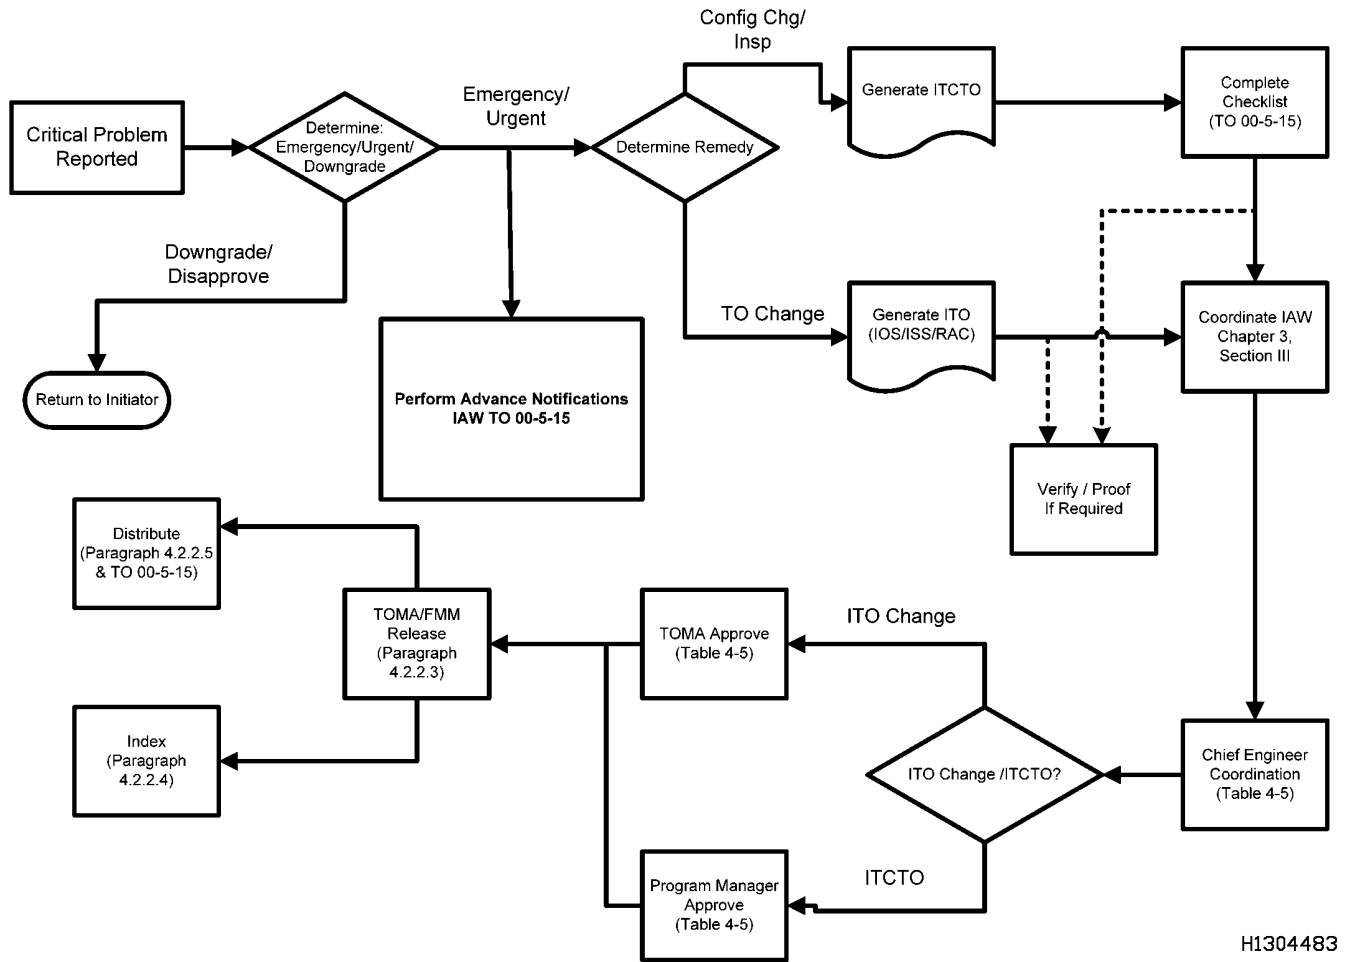 Config Chg/
Insp
Generate ITCTO
Complete
Checklist
(TO 00-5-15)
Critical Problem
Reported
Determine:
Emergency/Urgent/
Downgrade
Emergency/
Urgent
Determine Remedy
Downgrade/
Disapprove
Return to Initiator
Perform Advance Notifications
IAW TO 00-5-15
TO Change
Generate ITO
(IOS/ISS/RAC)
Coordinate IAW
Chapter 3,
Section III
Verify / Proof
If Required
Distribute
(Paragraph 4.2.2.5
& TO 00-5-15)
TOMA/FMM
Release
(Paragraph
4.2.2.3)
TOMA Approve
(Table 4-5)
ITO Change
Index
(Paragraph
4.2.2.4)
ITO Change /ITCTO?
Chief Engineer
Coordination
(Table 4-5)
Program Manager
Approve
(Table 4-5)
ITCTO
H1304483